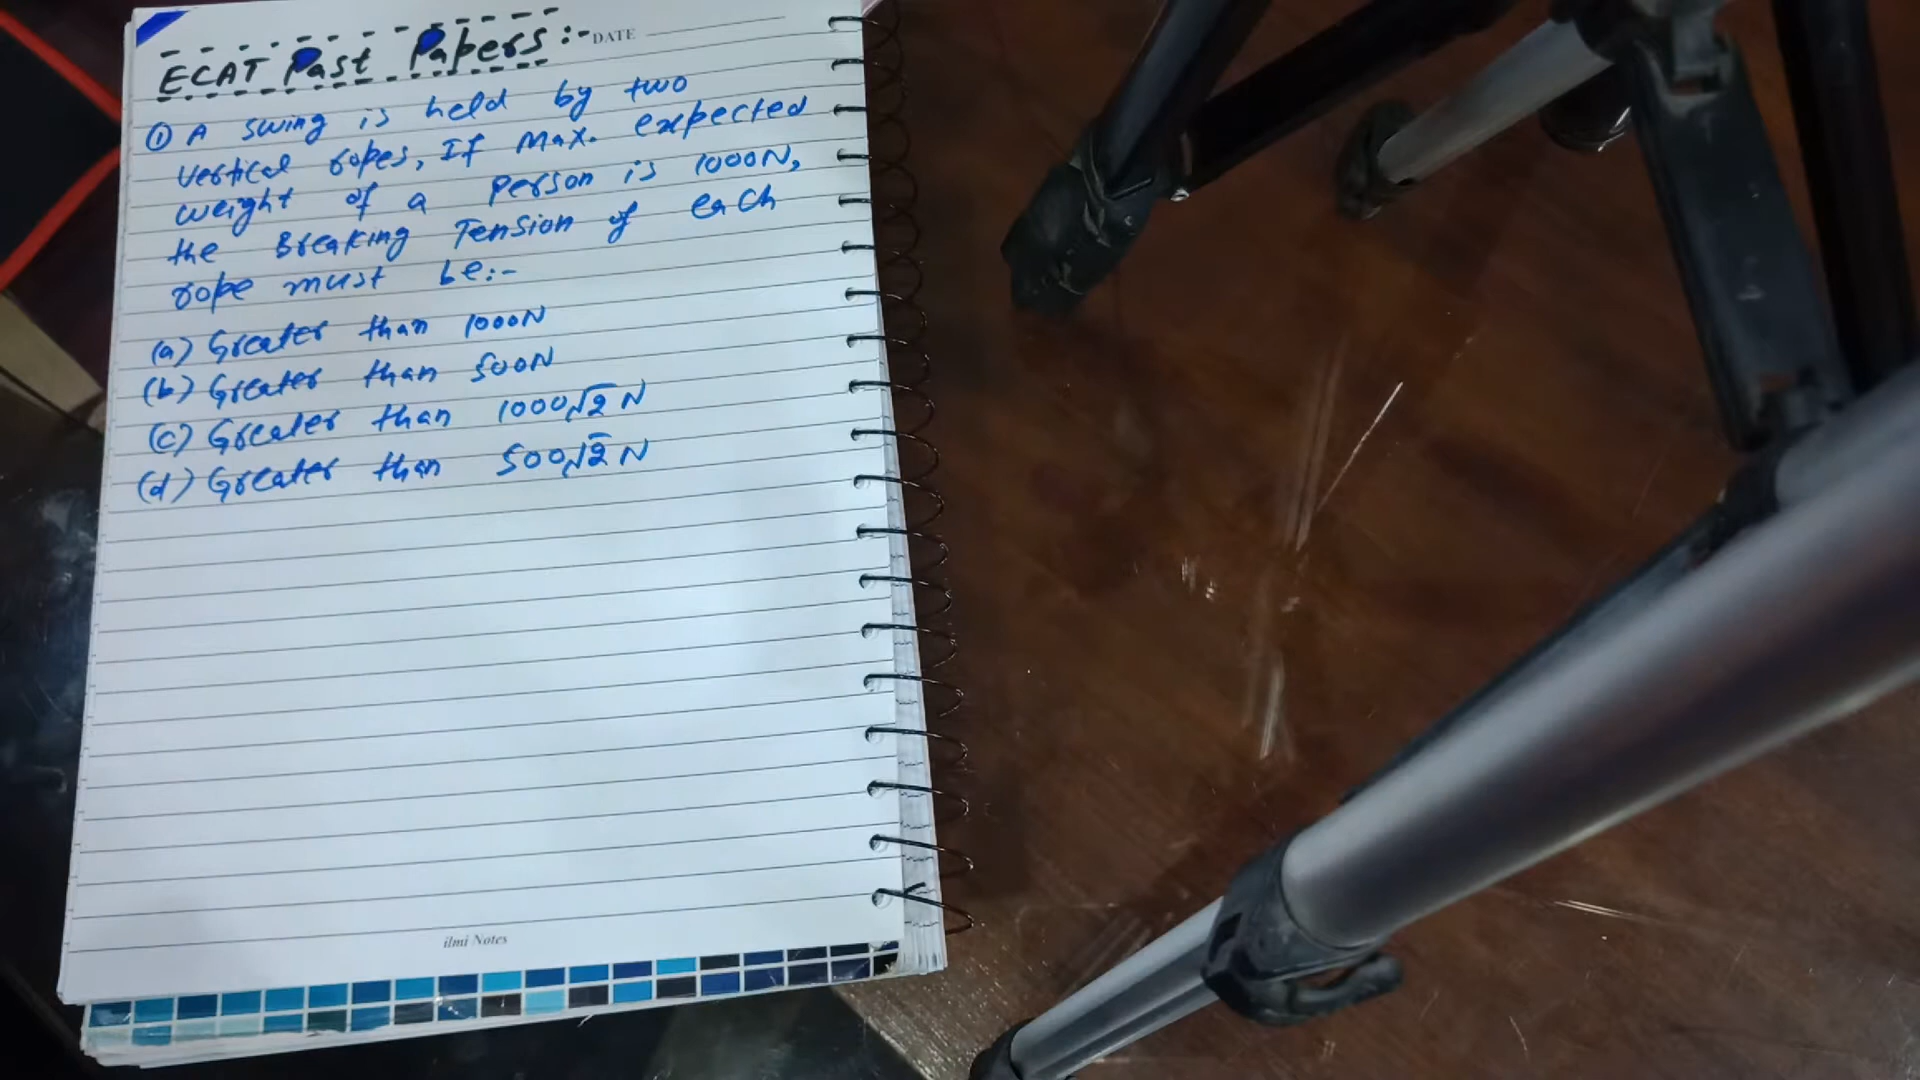 ECAT Past Papers:-
DATE
① A swing is held by two
vertical ropes, If Max. expected
weight of a person is 1000N,
the Breaking Tension of each
rope must be:-
(a) Greater than 1000N
(b) Greater than 500N
(c) Greater than 1000√2 N
(d) Greater than 500√2 N
ilmi Notes